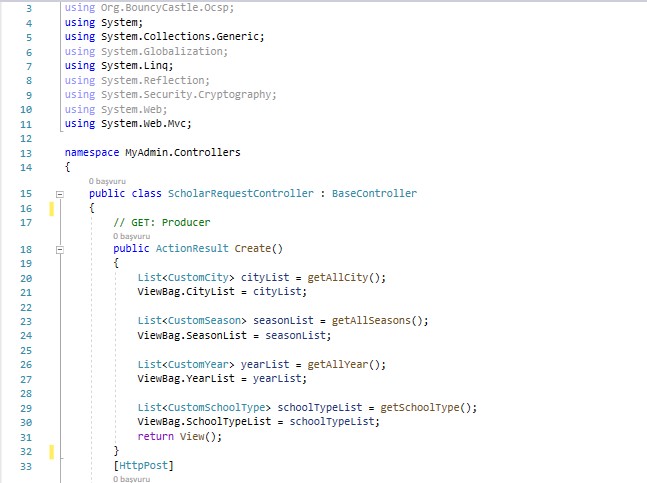 3 using Org.BouncyCastle.Ocsp;
4 using System;
5 using System.Collections.Generic;
6 using System.Globalization;
7 using System.Linq;
8 using System.Reflection;
9 using System.Security.Cryptography;
10 using System.Web;
11 using System.Web.Mvc;
12
13 namespace MyAdmin.Controllers
14 {
0 başvuru
15 public class ScholarRequestController : BaseController
16 {
17 // GET: Producer
0 başvuru
18 public ActionResult Create()
19 {
20 List<CustomCity> cityList = getAllCity();
21 ViewBag.CityList = cityList;
22
23 List<CustomSeason> seasonList = getAllSeasons();
24 ViewBag.SeasonList = seasonList;
25
26 List<CustomYear> yearList = getAllYear();
27 ViewBag.YearList = yearList;
28
29 List<CustomSchoolType> schoolTypeList = getSchoolType();
30 ViewBag.SchoolTypeList = schoolTypeList;
31 return View();
32 }
33 [HttpPost]
0 başvuru